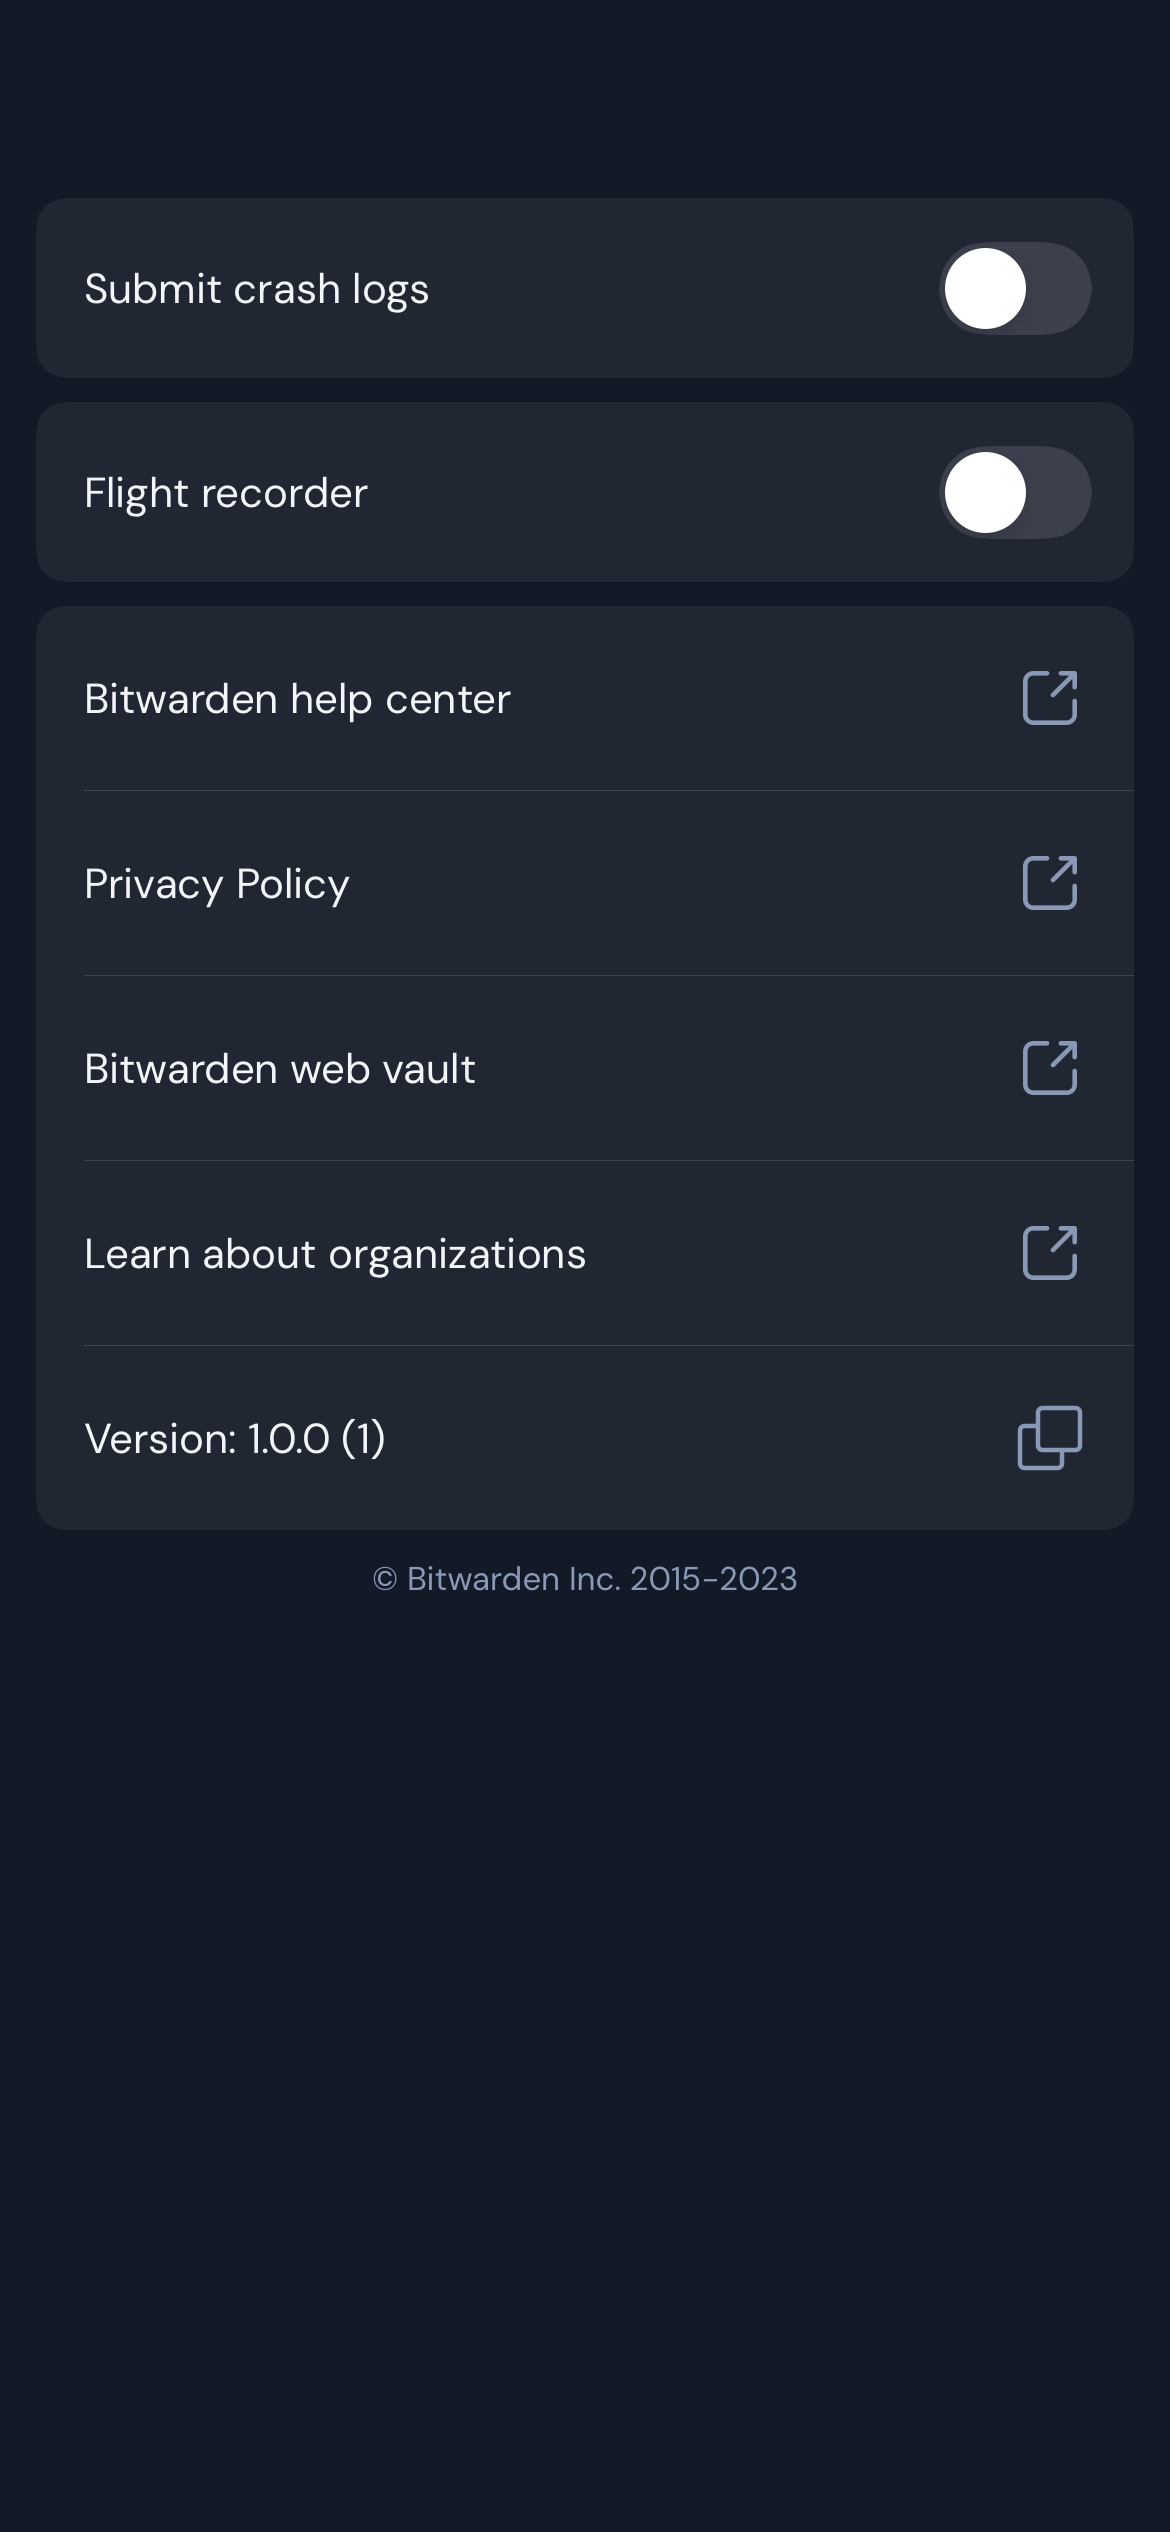 Submit crash logs
Flight recorder
Bitwarden help center
Privacy Policy
Bitwarden web vault
Learn about organizations
Version: 1.0.0 (1)
© Bitwarden Inc. 2015-2023